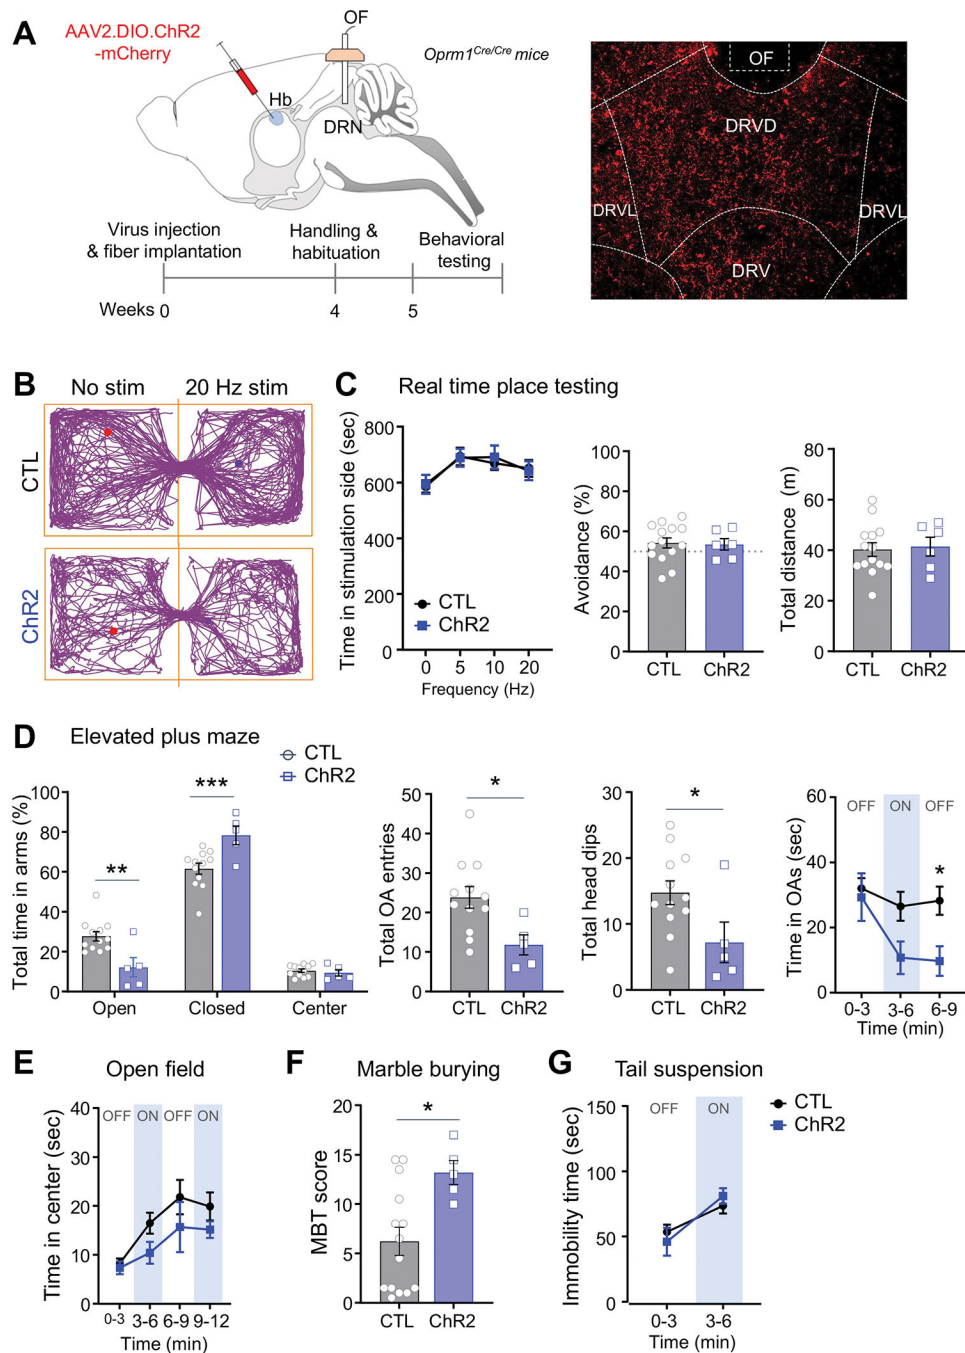 A
AAV2.DIO.ChR2
-mCherry
OF
Oprm1Cre/Cre mice
Hb
DRN
Virus injection
& fiber implantation
Handling &
habituation
Behavioral
testing
Weeks 0
4
5
OF
DRVD
DRVL
DRVL
DRV
B
No stim
20 Hz stim
CTL
ChR2
C
Real time place testing
Time in stimulation side (sec)
800
600
400
200
0
CTL
ChR2
0
5
10
20
Frequency (Hz)
Avoidance (%)
100
80
60
40
20
0
CTL
ChR2
Total distance (m)
80
60
40
20
0
CTL
ChR2
D
Elevated plus maze
CTL
ChR2
Total time in arms (%)
100
80
60
40
20
0
**
***
Open
Closed
Center
Total OA entries
50
40
30
20
10
0
*
CTL
ChR2
Total head dips
30
20
10
0
*
CTL
ChR2
Time in OAs (sec)
60
40
20
0
OFF
ON
OFF
*
0-3
3-6
6-9
Time (min)
E
Open field
Time in center (sec)
40
30
20
10
0
OFF
ON
OFF
ON
0-3
3-6
6-9
9-12
Time (min)
F
Marble burying
MBT score
20
15
10
5
0
*
CTL
ChR2
G
Tail suspension
Immobility time (sec)
150
100
50
0
OFF
ON
CTL
ChR2
0-3
3-6
Time (min)